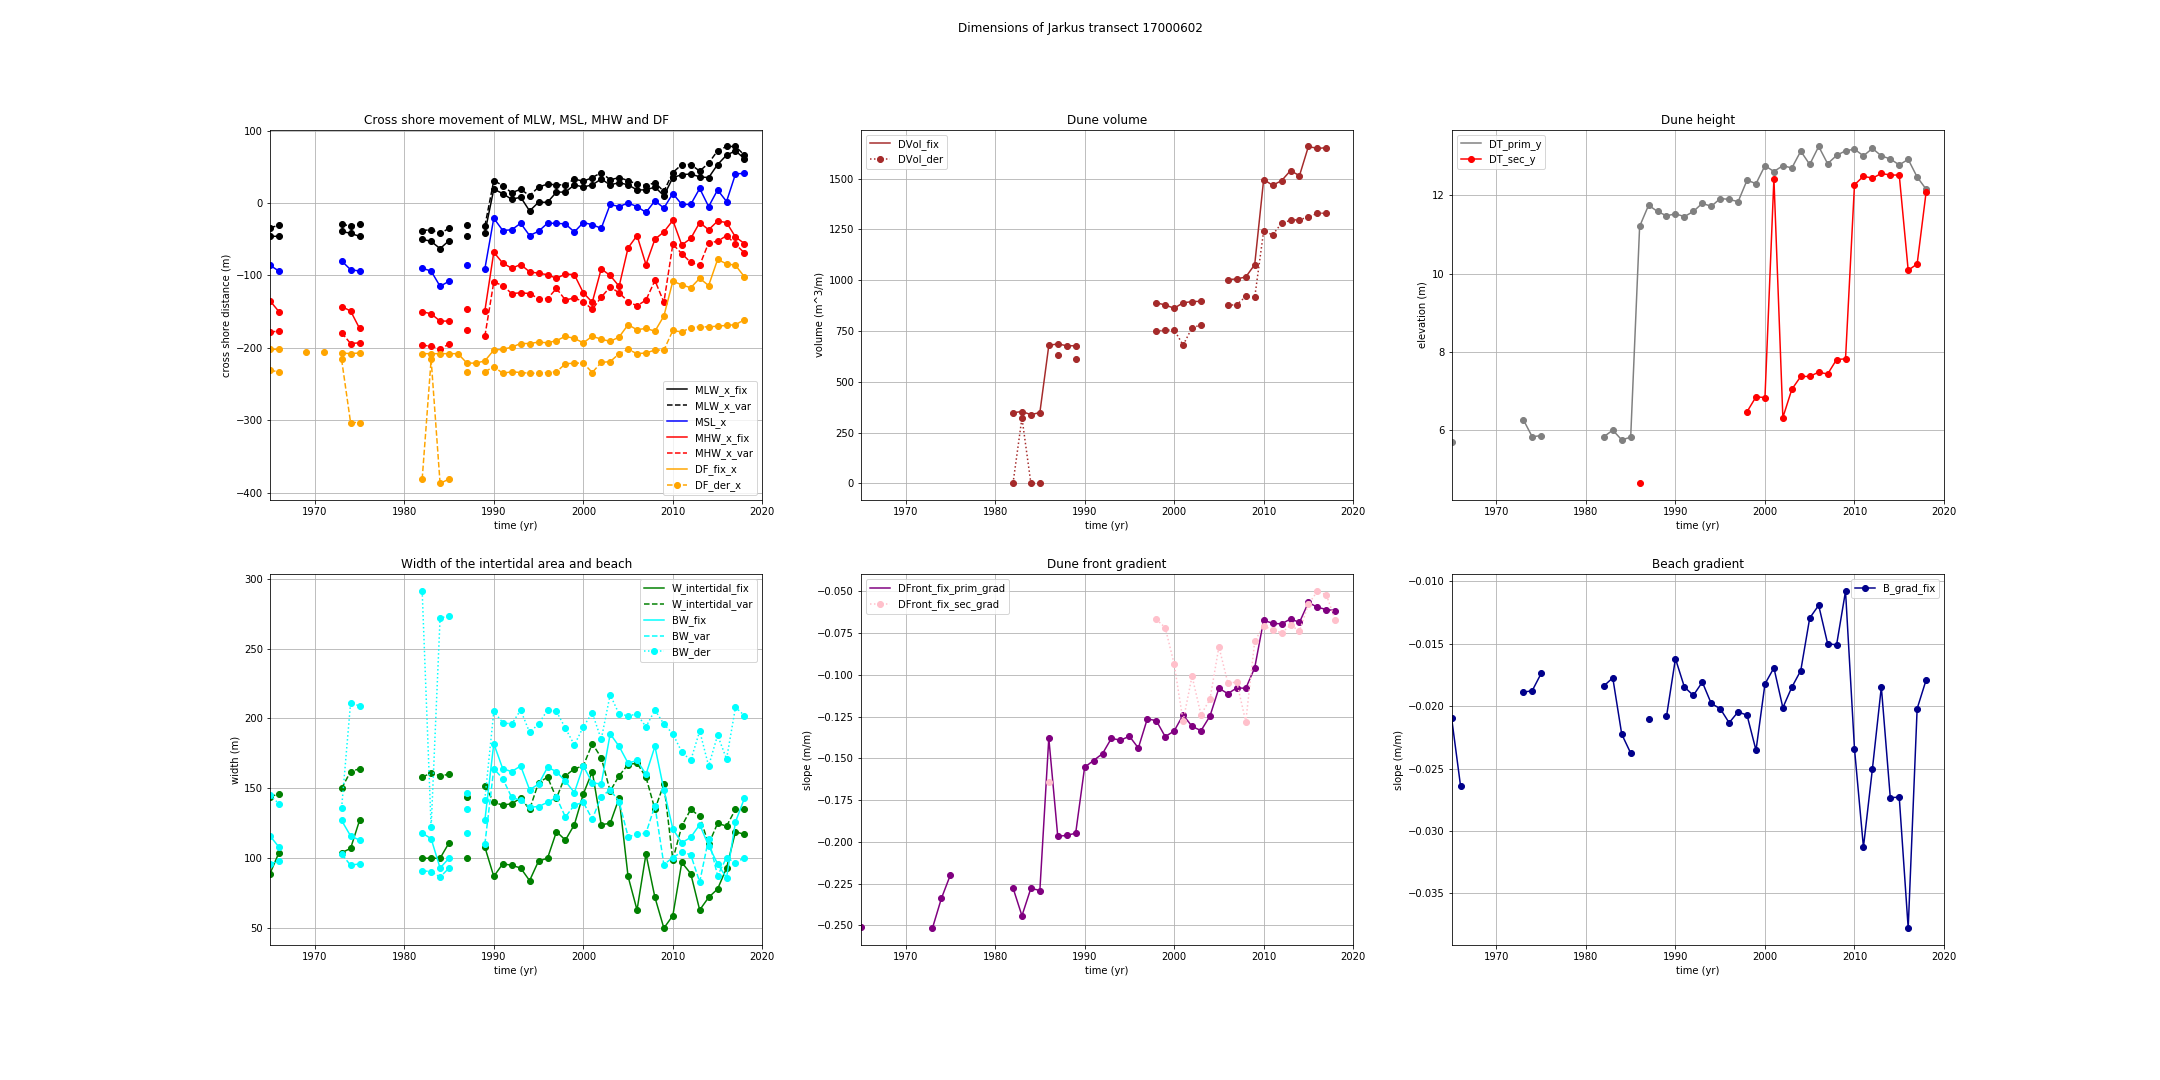 Dimensions of Jarkus transect 17000602
Cross shore movement of MLW, MSL, MHW and DF
100
0
−100
−200
−300
−400
cross shore distance (m)
MLW_x_fix
MLW_x_var
MSL_x
MHW_x_fix
MHW_x_var
DF_fix_x
DF_der_x
1970 1980 1990 2000 2010 2020
time (yr)
Dune volume
DVol_fix
DVol_der
1500
1250
1000
750
500
250
0
volume (m^3/m)
1970 1980 1990 2000 2010 2020
time (yr)
Dune height
DT_prim_y
DT_sec_y
12
10
8
6
elevation (m)
1970 1980 1990 2000 2010 2020
time (yr)
Width of the intertidal area and beach
300
250
200
150
100
50
width (m)
W_intertidal_fix
W_intertidal_var
BW_fix
BW_var
BW_der
1970 1980 1990 2000 2010 2020
time (yr)
Dune front gradient
DFront_fix_prim_grad
DFront_fix_sec_grad
−0.050
−0.075
−0.100
−0.125
−0.150
−0.175
−0.200
−0.225
−0.250
slope (m/m)
1970 1980 1990 2000 2010 2020
time (yr)
Beach gradient
B_grad_fix
−0.010
−0.015
−0.020
−0.025
−0.030
−0.035
slope (m/m)
1970 1980 1990 2000 2010 2020
time (yr)